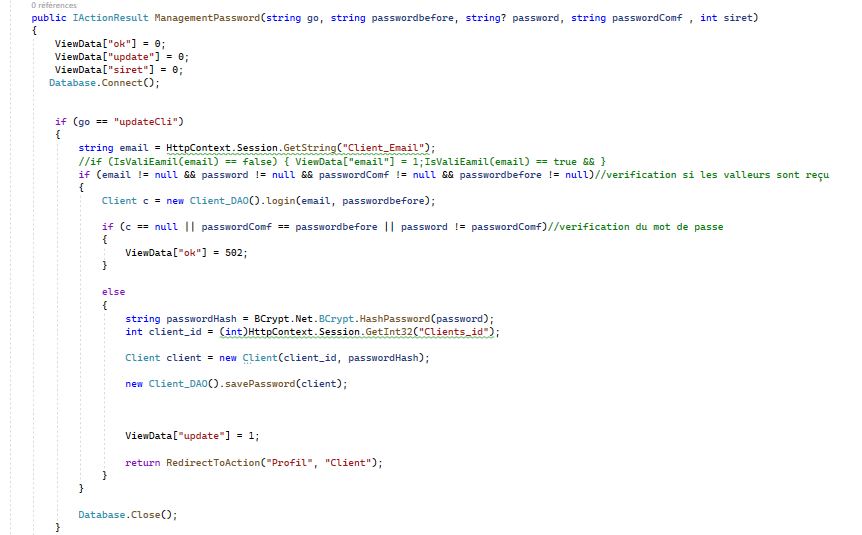 0 références
public IActionResult ManagementPassword(string go, string passwordbefore, string? password, string passwordComf , int siret)
{
ViewData["ok"] = 0;
ViewData["update"] = 0;
ViewData["siret"] = 0;
Database.Connect();
if (go == "updateCli")
{
string email = HttpContext.Session.GetString("Client_Email");
//if (IsValiEamil(email) == false) { ViewData["email"] = 1;IsValiEamil(email) == true && }
if (email != null && password != null && passwordComf != null && passwordbefore != null)//verification si les valleurs sont reçu
{
Client c = new Client_DAO().login(email, passwordbefore);
if (c == null || passwordComf == passwordbefore || password != passwordComf)//verification du mot de passe
{
ViewData["ok"] = 502;
}
else
{
string passwordHash = BCrypt.Net.BCrypt.HashPassword(password);
int client_id = (int)HttpContext.Session.GetInt32("Clients_id");
Client client = new Client(client_id, passwordHash);
new Client_DAO().savePassword(client);
ViewData["update"] = 1;
return RedirectToAction("Profil", "Client");
}
}
Database.Close();
}